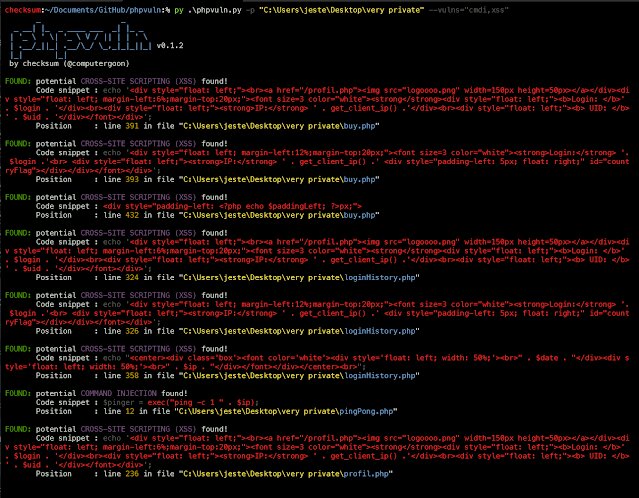 checksum:~/Documents/GitHub/phpvuln:% py .\phpvuln.py -p "C:\Users\jeste\Desktop\very private" --vulns="cmdi,xss"
v0.1.2
by checksum (@computergoon)
FOUND: potential CROSS-SITE SCRIPTING (XSS) found!
Code snippet : echo '<div style="float: left;"><br><a href="/profil.php"><img src="logoooo.png" width=150px height=50px></a></div><di
v style="float: left; margin-left:6%;margin-top:20px;"><font size=3 color="white"><strong></strong><div style="float: left;"><b>Login: </b>'
. $login . '</div><br><div style="float: left;"><strong>IP:</strong> ' . get_client_ip().'</div><br><div style="float: left;"><b> UID: </b>
' . $uid . '</div></font></div>';
Position : line 391 in file "C:\Users\jeste\Desktop\very private\buy.php"
FOUND: potential CROSS-SITE SCRIPTING (XSS) found!
Code snippet : echo '<div style="float: left; margin-left:12%;margin-top:20px;"><font size=3 color="white"><strong>Login:</strong> '.
$login .'<br> <div style="float: left;"><strong>IP:</strong> ' . get_client_ip() .' <div style="padding-left: 5px; float: right;" id="count
ryFlag"></div></div></font></div>';
Position : line 393 in file "C:\Users\jeste\Desktop\very private\buy.php"
FOUND: potential CROSS-SITE SCRIPTING (XSS) found!
Code snippet : <div style="padding-left: <?php echo $paddingLeft; ?>px;">
Position : line 432 in file "C:\Users\jeste\Desktop\very private\buy.php"
FOUND: potential CROSS-SITE SCRIPTING (XSS) found!
Code snippet : echo '<div style="float: left;"><br><a href="/profil.php"><img src="logoooo.png" width=150px height=50px></a></div><di
v style="float: left; margin-left:6%;margin-top:20px;"><font size=3 color="white"><strong></strong><div style="float: left;"><b>Login: </b>'
. $login . '</div><br><div style="float: left;"><strong>IP:</strong> ' . get_client_ip().'</div><br><div style="float: left;"><b> UID: </b>
' . $uid . '</div></font></div>';
Position : line 324 in file "C:\Users\jeste\Desktop\very private\loginHistory.php"
FOUND: potential CROSS-SITE SCRIPTING (XSS) found!
Code snippet : echo '<div style="float: left; margin-left:12%;margin-top:20px;"><font size=3 color="white"><strong>Login:</strong> '.
$login .'<br> <div style="float: left;"><strong>IP:</strong> ' . get_client_ip() .' <div style="padding-left: 5px; float: right;" id="count
ryFlag"></div></div></font></div>';
Position : line 326 in file "C:\Users\jeste\Desktop\very private\loginHistory.php"
FOUND: potential CROSS-SITE SCRIPTING (XSS) found!
Code snippet : echo "<center><div class='box'><font color='white'><div style='float: left; width: 50%;'><br>" . $date . "</div><div s
tyle='float: left; width: 50%;'><br>" . $ip . "</div></font></div></center><br>";
Position : line 358 in file "C:\Users\jeste\Desktop\very private\loginHistory.php"
FOUND: potential COMMAND INJECTION found!
Code snippet : $pinger = exec("ping -c 1 " . $ip);
Position : line 12 in file "C:\Users\jeste\Desktop\very private\pingPong.php"
FOUND: potential CROSS-SITE SCRIPTING (XSS) found!
Code snippet : echo '<div style="float: left;"><br><a href="/profil.php"><img src="logoooo.png" width=150px height=50px></a></div><di
v style="float: left; margin-left:6%;margin-top:20px;"><font size=3 color="white"><strong></strong><div style="float: left;"><b>Login: </b>'
. $login . '</div><br><div style="float: left;"><strong>IP:</strong> ' . get_client_ip().'</div><br><div style="float: left;"><b> UID: </b>
' . $uid . '</div></font></div>';
Position : line 236 in file "C:\Users\jeste\Desktop\very private\profil.php"